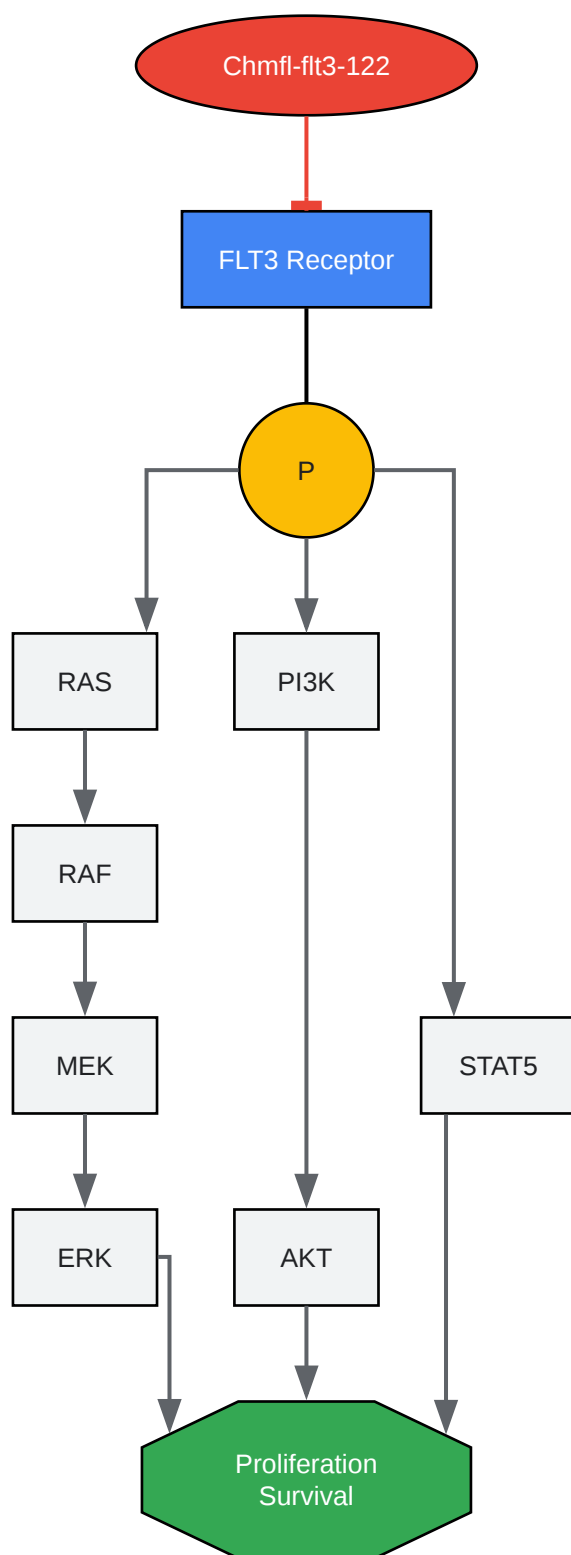 Chmfl-flt3-122
FLT3 Receptor
P
RAS
PI3K
RAF
MEK
STAT5
ERK
AKT
Proliferation
Survival